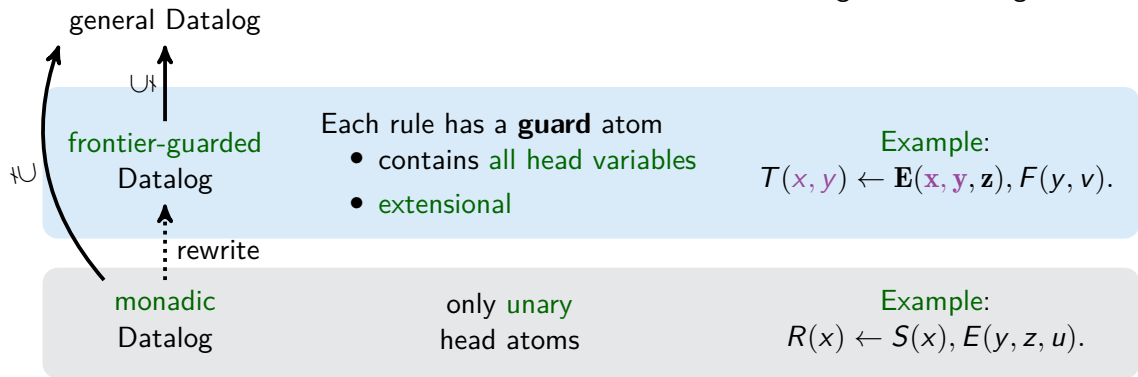 general Datalog
⊊
frontier-guarded
Datalog
Each rule has a guard atom
• contains all head variables
• extensional
Example:
T(x, y) ← E(x, y, z), F(y, v).
⊊
rewrite
monadic
Datalog
only unary
head atoms
Example:
R(x) ← S(x), E(y, z, u).